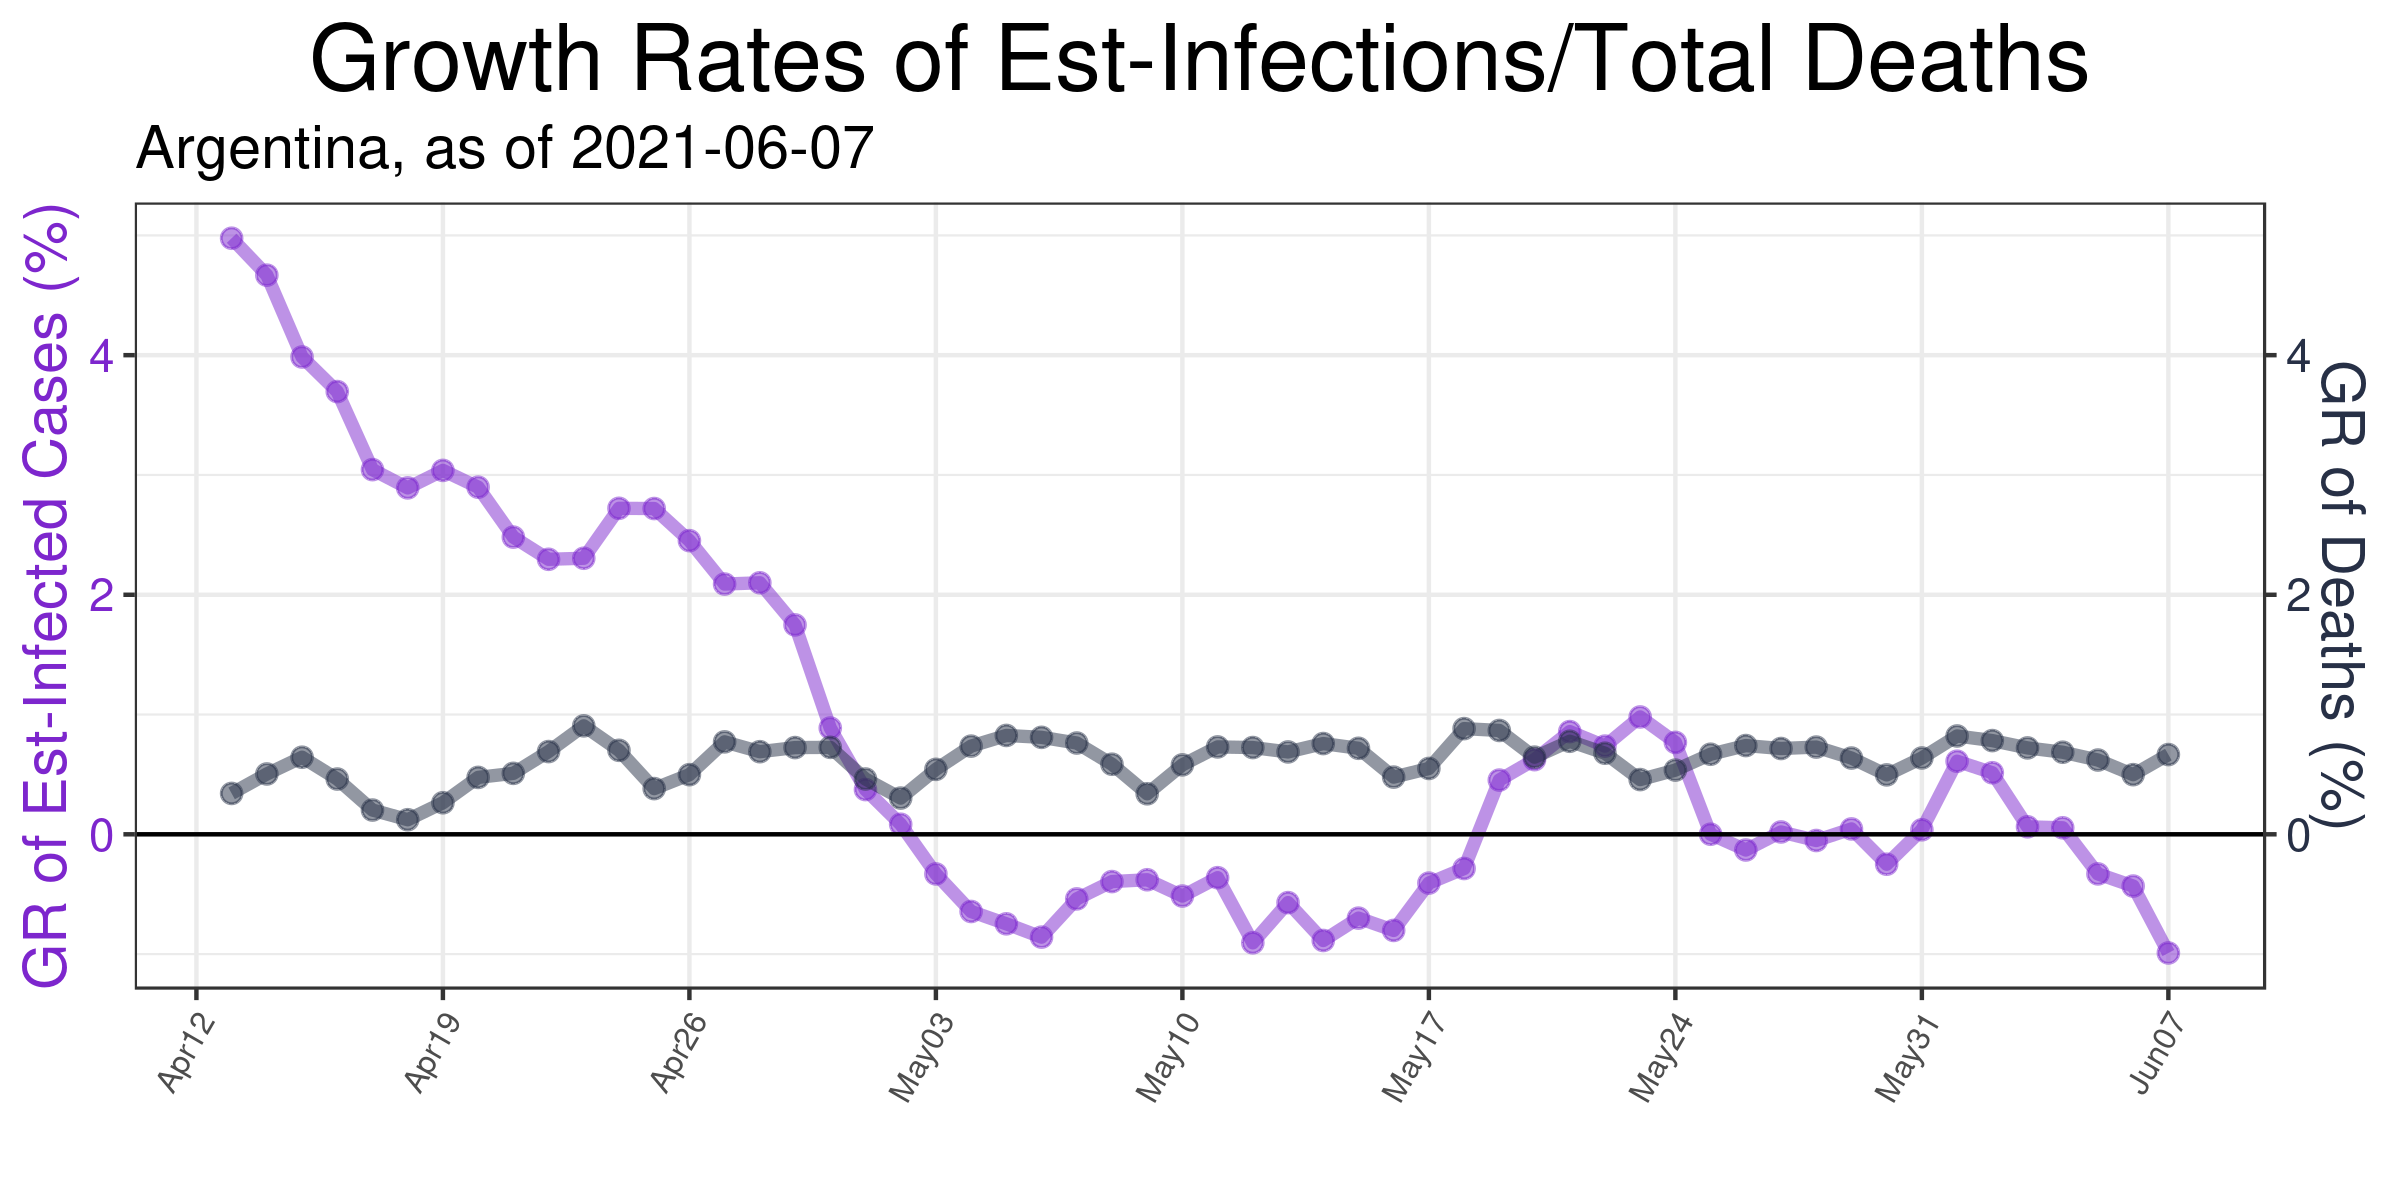 Growth Rates of Est-Infections/Total Deaths
Argentina, as of 2021-06-07
GR of Est-Infected Cases (%)
4
2
0
4
2
0
GR of Deaths (%)
Apr12
Apr19
Apr26
May03
May10
May17
May24
May31
Jun07